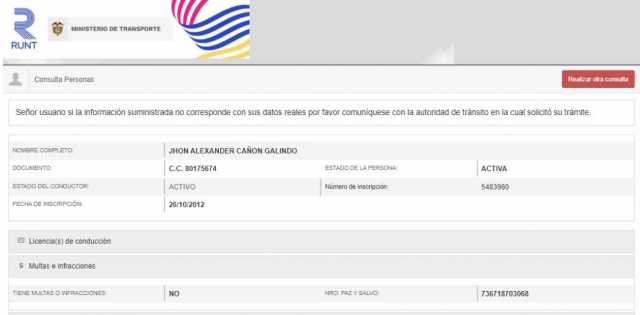 RUNT
MINISTERIO DE TRANSPORTE
Consulta Personas
Realizar otra consulta
Señor usuario si la información suministrada no corresponde con sus datos reales por favor comuníquese con la autoridad de tránsito en la cual solicitó su trámite.
NOMBRE COMPLETO: JHON ALEXANDER CAÑON GALINDO
DOCUMENTO: C.C. 80175674 ESTADO DE LA PERSONA: ACTIVA
ESTADO DEL CONDUCTOR: ACTIVO Número de inscripción: 5483960
FECHA DE INSCRIPCIÓN: 26/10/2012
Licencia(s) de conducción
Multas e infracciones
TIENE MULTAS O INFRACCIONES: NO NRO. PAZ Y SALVO: 736718703068